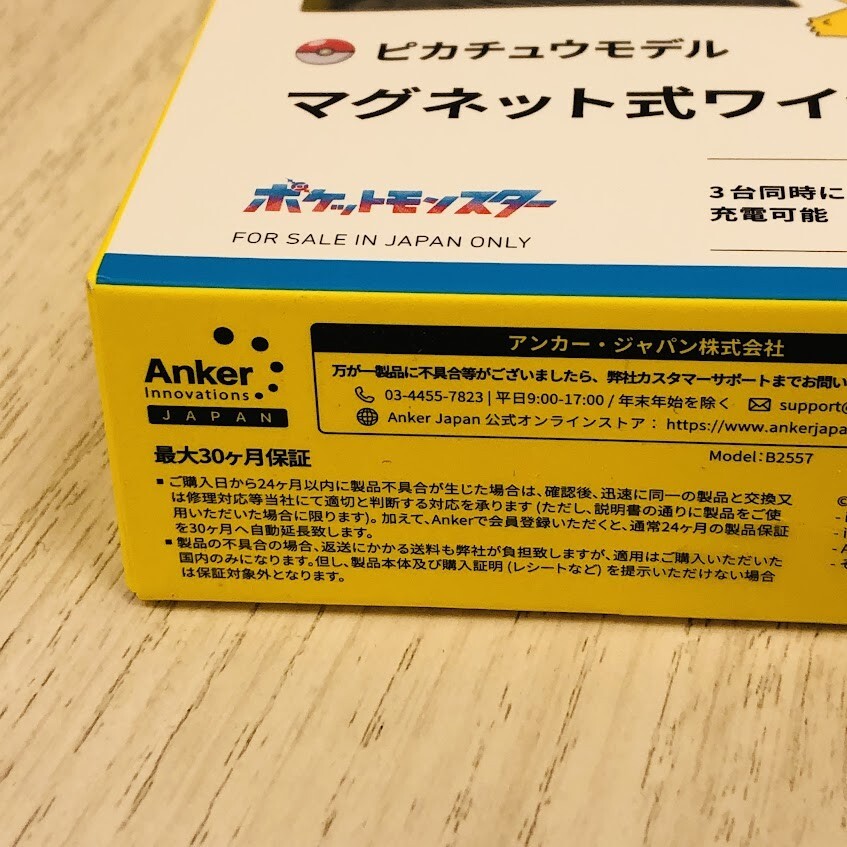 ピカチュウモデル
マグネット式ワイ
ポケットモンスター
FOR SALE IN JAPAN ONLY
3台同時に
充電可能
Anker
Innovations
JAPAN
アンカー・ジャパン株式会社
万が一製品に不具合等がございましたら、弊社カスタマーサポートまでお問い
03-4455-7823 | 平日9:00-17:00 / 年末年始を除く support@
Anker Japan 公式オンラインストア: https://www.ankerjapa
Model:B2557
最大30ヶ月保証
■ ご購入日から24ヶ月以内に製品不具合が生じた場合は、確認後、迅速に同一の製品と交換又
は修理対応等当社にて適切と判断する対応を承ります (ただし、説明書の通りに製品をご使
用いただいた場合に限ります)。加えて、Ankerで会員登録いただくと、通常24ヶ月の製品保証
を30ヶ月へ自動延長致します。
■ 製品の不具合の場合、返送にかかる送料も弊社が負担致しますが、適用はご購入いただいた
国内のみになります。但し、製品本体及び購入証明 (レシートなど) を提示いただけない場合
は保証対象外となります。